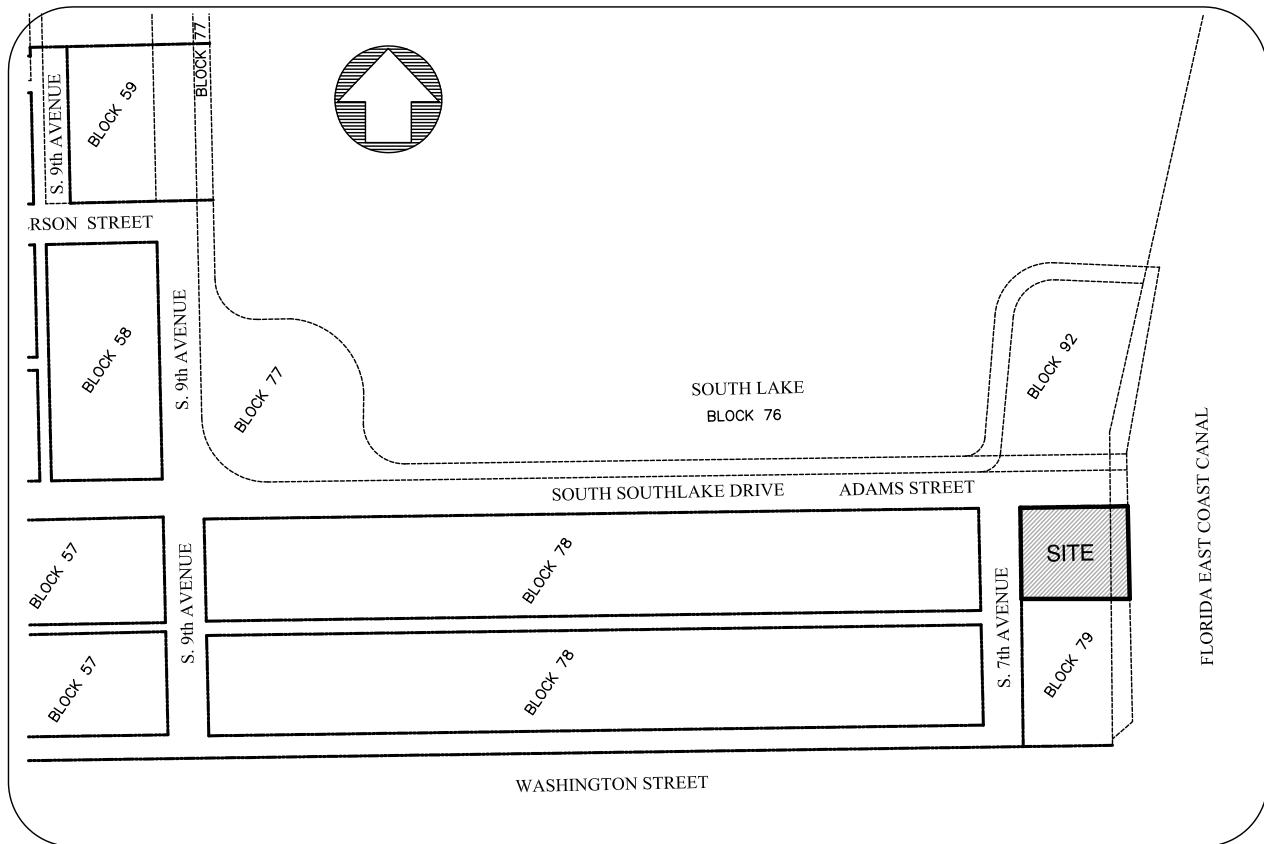 BLOCK 77
S. 9th AVENUE
BLOCK 59
RSON STREET
BLOCK 58
S. 9th AVENUE
BLOCK 77
SOUTH LAKE
BLOCK 76
BLOCK 92
FLORIDA EAST COAST CANAL
SOUTH SOUTHLAKE DRIVE
ADAMS STREET
BLOCK 57
S. 9th AVENUE
BLOCK 78
S. 7th AVENUE
SITE
BLOCK 57
BLOCK 78
BLOCK 79
WASHINGTON STREET